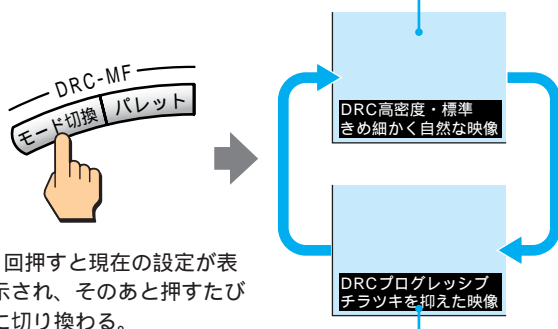 DRC-MF
モード切換 パレット
回押すと現在の設定が表
示され、そのあと押すたび
に切り換わる。
DRC高密度・標準
きめ細かく自然な映像
DRCプログレッシブ
チラツキを抑えた映像